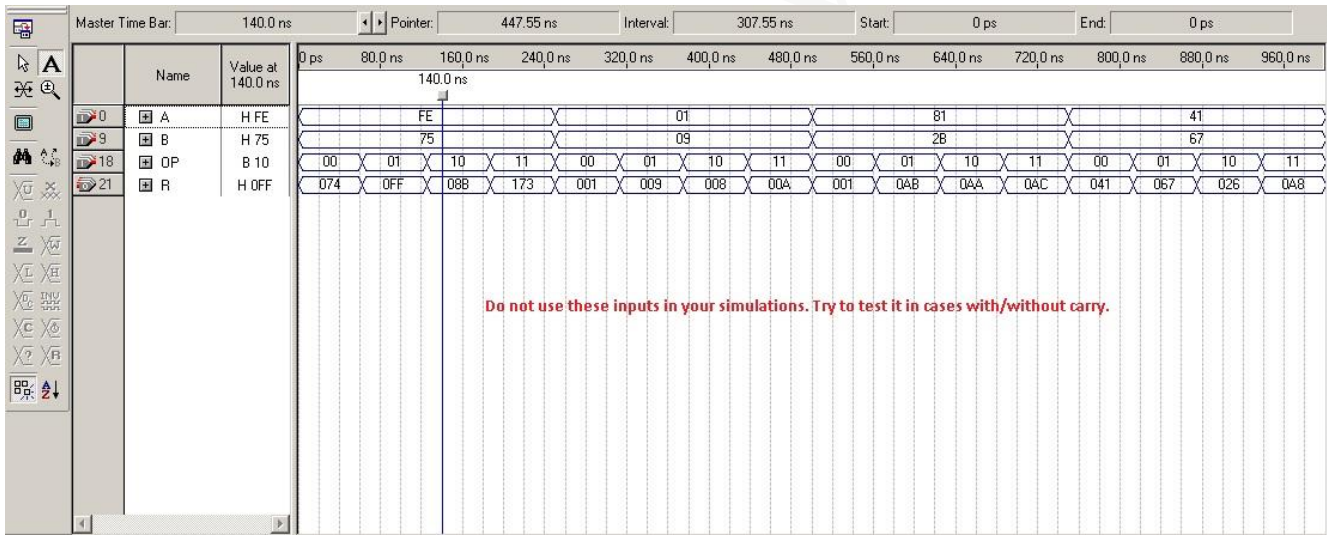 Master Time Bar: 140.0 ns Pointer: 447.55 ns Interval: 307.55 ns Start: 0 ps End: 0 ps
Name Value at 140.0 ns 0 ps 80.0 ns 160.0 ns 240.0 ns 320.0 ns 400.0 ns 480.0 ns 560.0 ns 640.0 ns 720.0 ns 800.0 ns 880.0 ns 960.0 ns
140.0 ns
0 A H FE FE 01 81 41
9 B H 75 75 09 2B 67
18 OP B 10 00 01 10 11 00 01 10 11 00 01 10 11 00 01 10 11
21 R H 0FF 074 0FF 08B 173 001 009 008 00A 001 0AB 0AA 0AC 041 067 026 0A8
Do not use these inputs in your simulations. Try to test it in cases with/without carry.